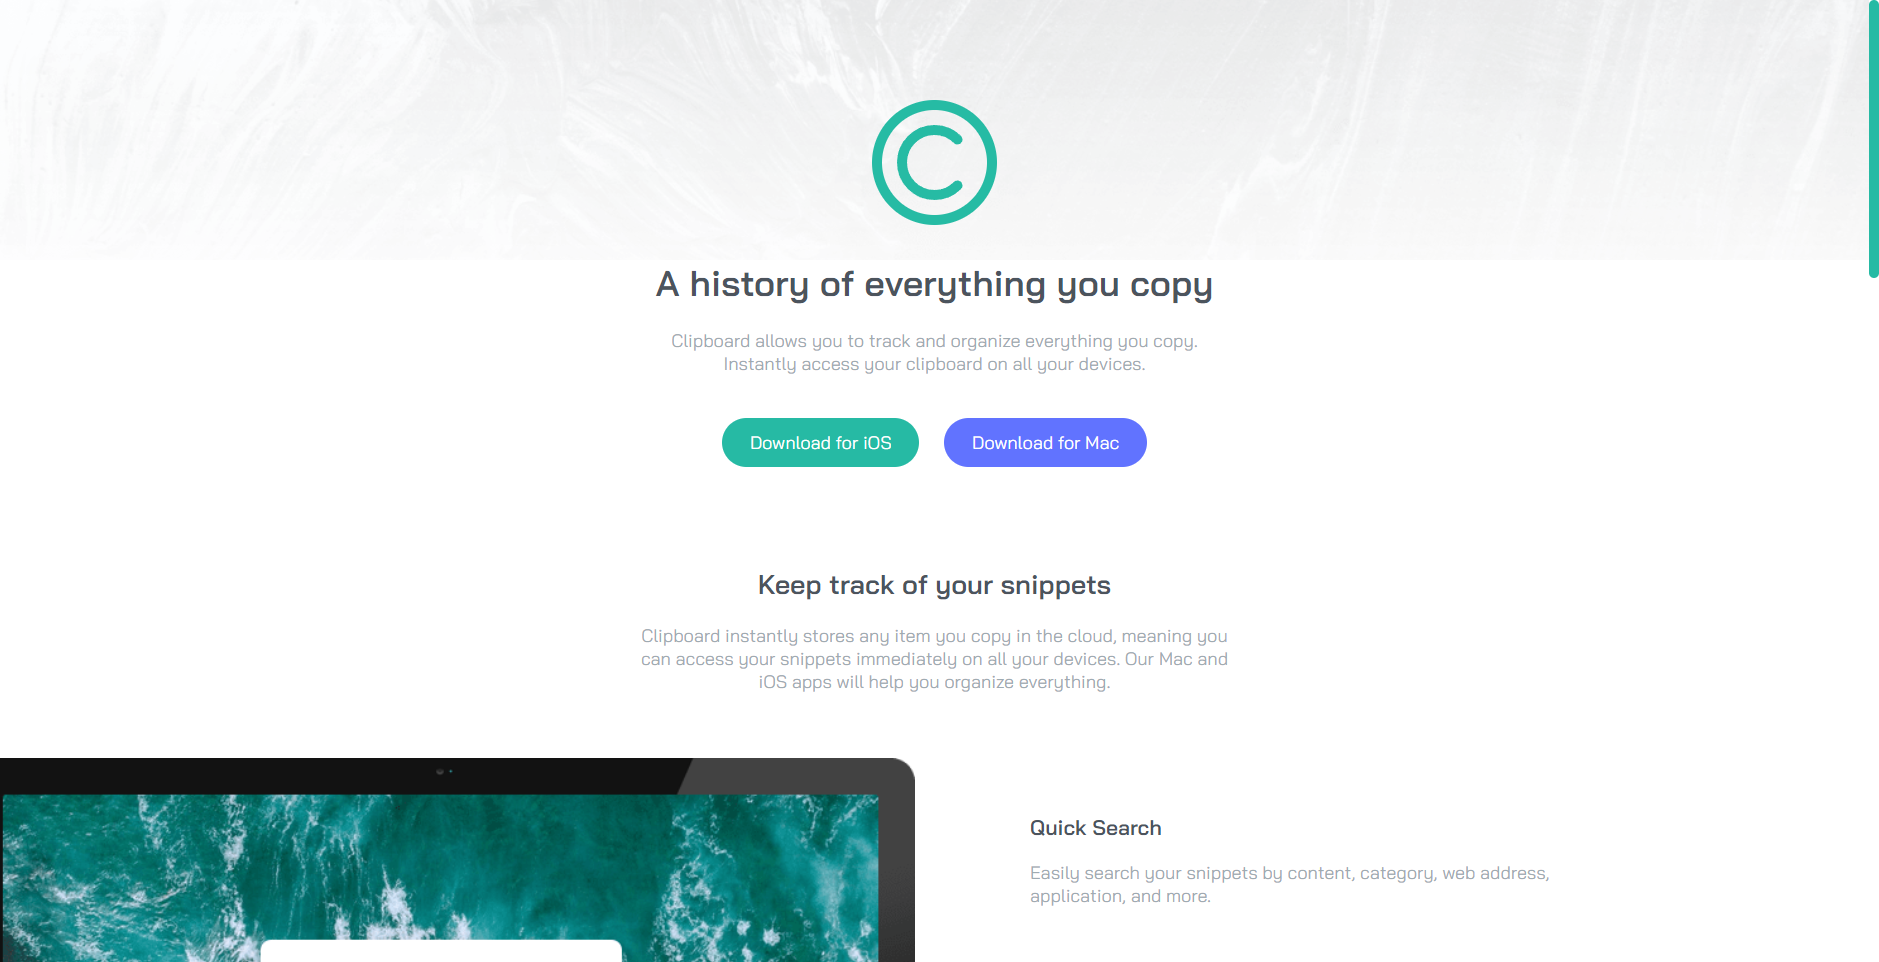 A history of everything you copy
Clipboard allows you to track and organize everything you copy.
Instantly access your clipboard on all your devices.
Download for iOS
Download for Mac
Keep track of your snippets
Clipboard instantly stores any item you copy in the cloud, meaning you
can access your snippets immediately on all your devices. Our Mac and
iOS apps will help you organize everything.
Quick Search
Easily search your snippets by content, category, web address,
application, and more.